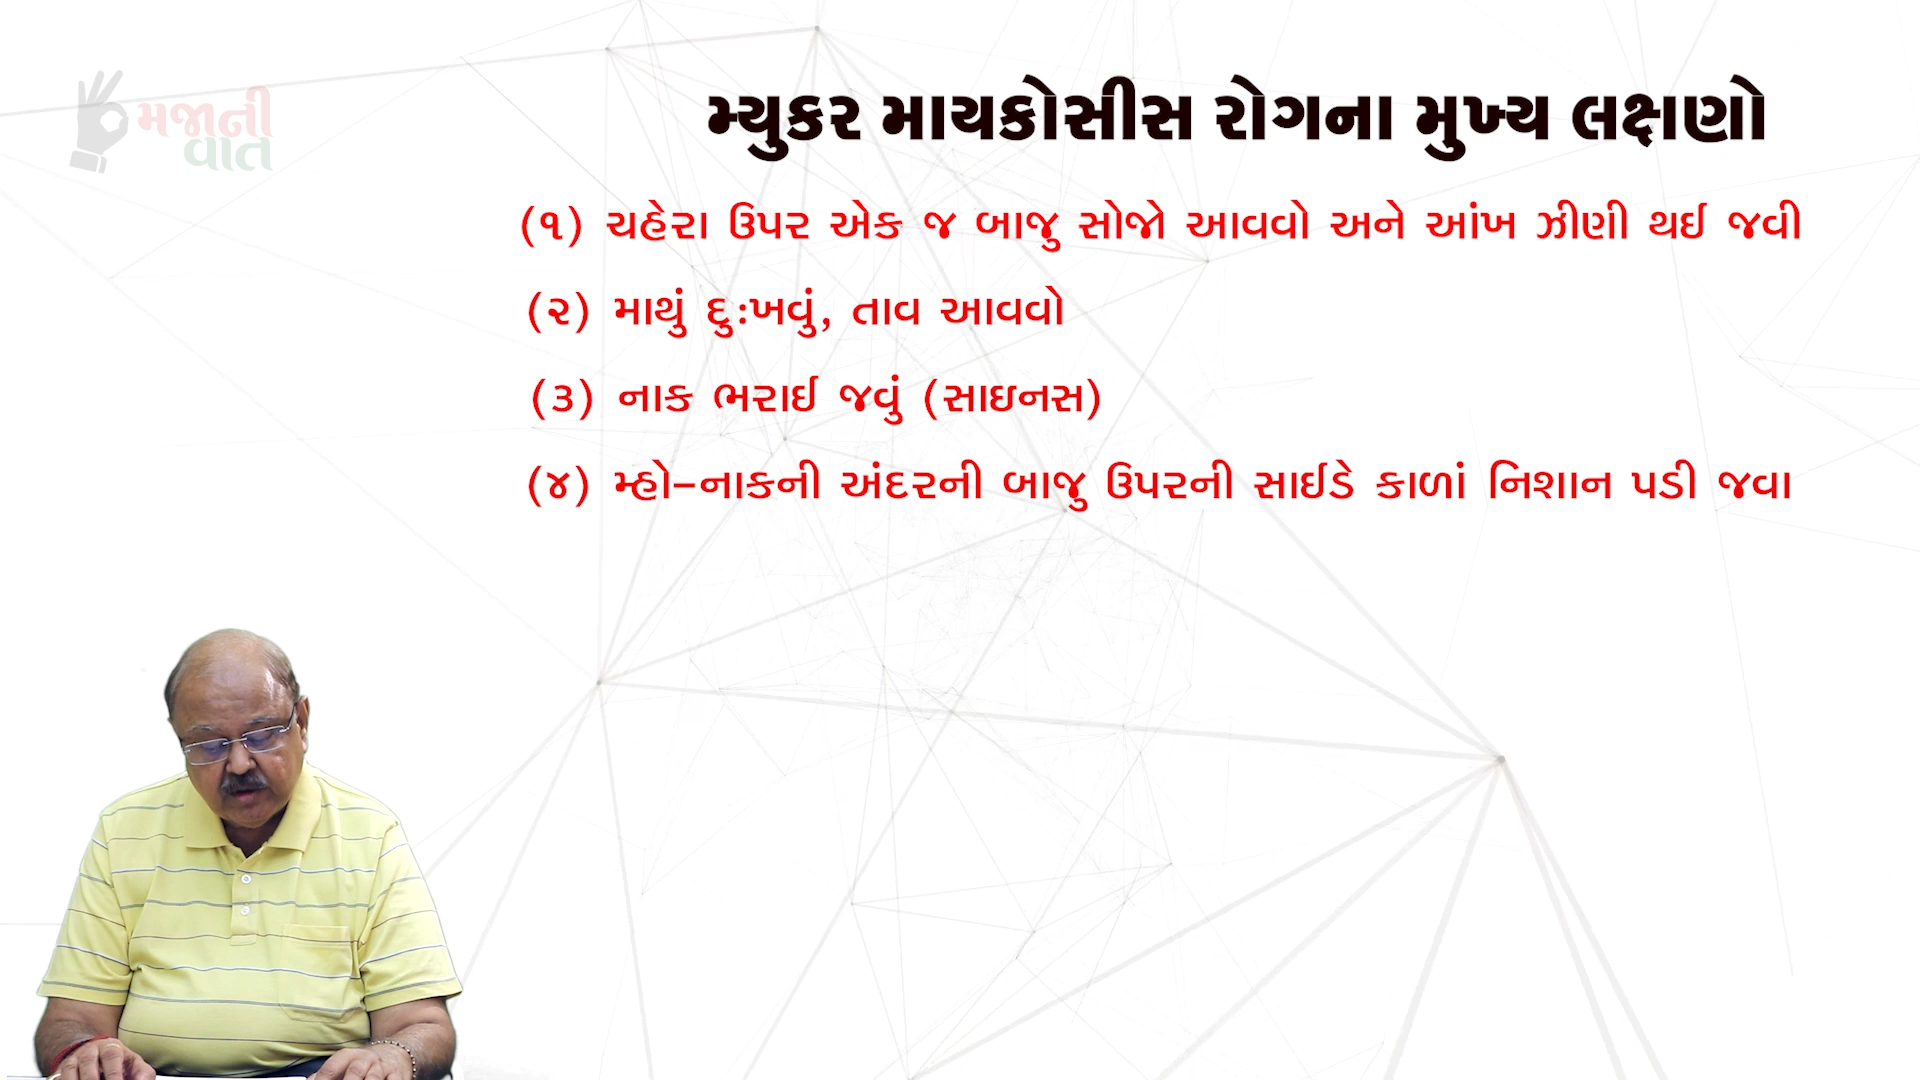 મજાની
વાત
મ્યુકર માયકોસીસ રોગના મુખ્ય લક્ષણો
(૧) ચહેરા ઉપર એક જ બાજુ સોજો આવવો અને આંખ ઝીણી થઈ જવી
(૨) માથું દુઃખવું, તાવ આવવો
(૩) નાક ભરાઈ જવું (સાઇનસ)
(૪) મ્હો–નાકની અંદરની બાજુ ઉપરની સાઈડે કાળાં નિશાન પડી જવા